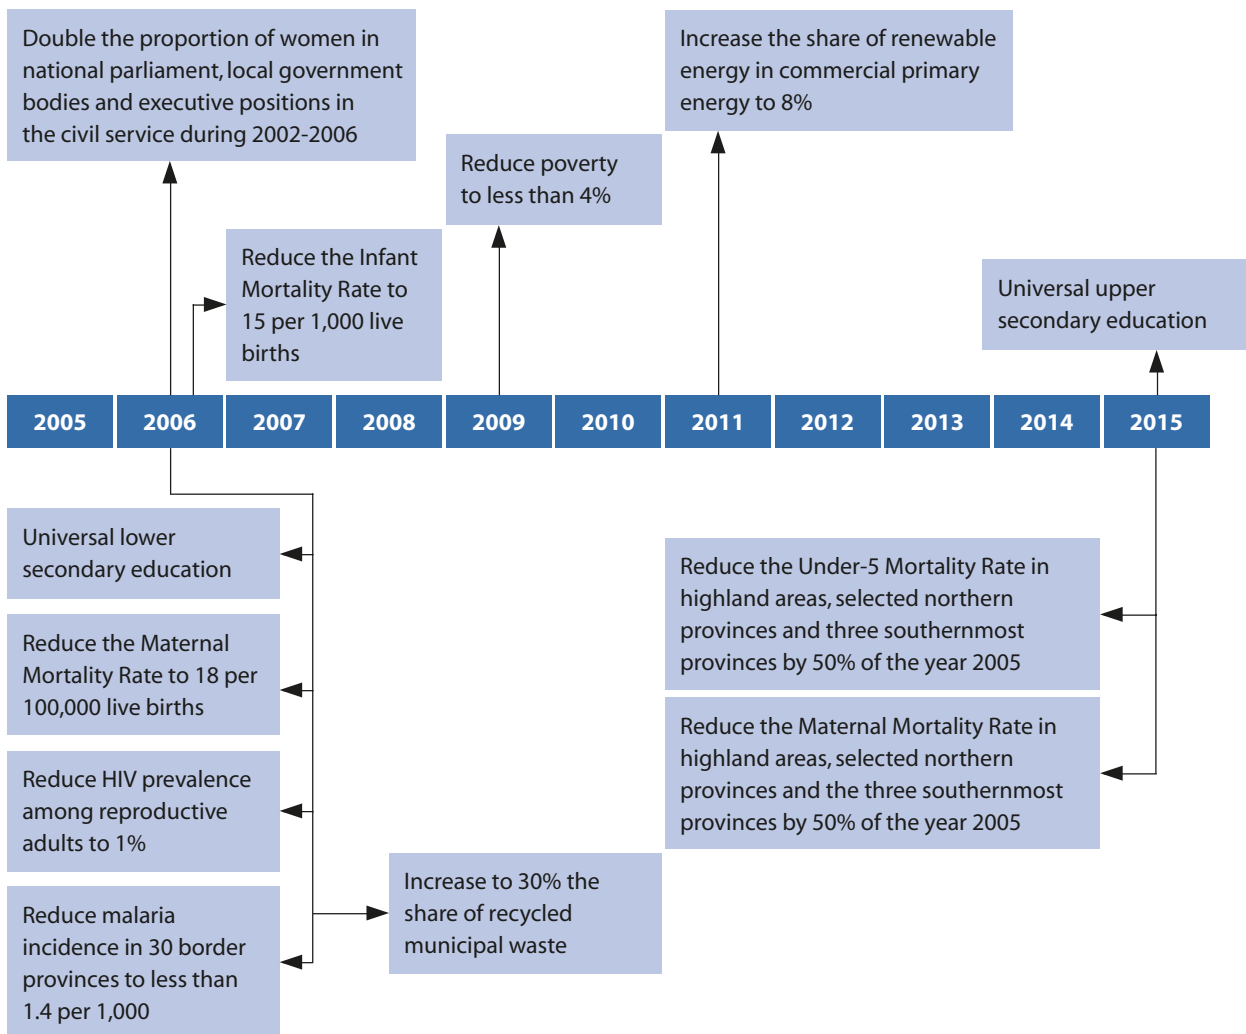 Double the proportion of women in
national parliament, local government
bodies and executive positions in
the civil service during 2002-2006
Increase the share of renewable
energy in commercial primary
energy to 8%
Reduce poverty
to less than 4%
Reduce the Infant
Mortality Rate to
15 per 1,000 live
births
Universal upper
secondary education
2005 2006 2007 2008 2009 2010 2011 2012 2013 2014 2015
Universal lower
secondary education
Reduce the Maternal
Mortality Rate to 18 per
100,000 live births
Reduce HIV prevalence
among reproductive
adults to 1%
Reduce malaria
incidence in 30 border
provinces to less than
1.4 per 1,000
Increase to 30% the
share of recycled
municipal waste
Reduce the Under-5 Mortality Rate in
highland areas, selected northern
provinces and three southernmost
provinces by 50% of the year 2005
Reduce the Maternal Mortality Rate in
highland areas, selected northern
provinces and the three southernmost
provinces by 50% of the year 2005